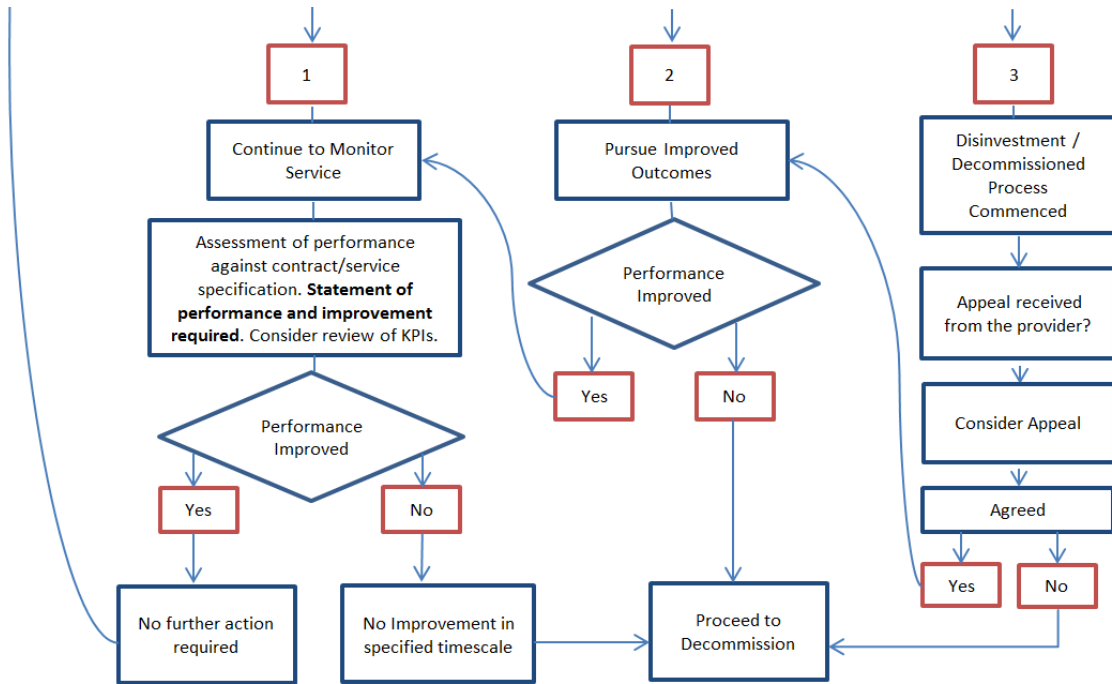 1
Continue to Monitor
Service
Assessment of performance
against contract/service
specification. Statement of
performance and improvement
required. Consider review of KPIs.
Performance
Improved
Yes
No
No further action
required
No Improvement in
specified timescale
2
Pursue Improved
Outcomes
Performance
Improved
Yes
No
Proceed to
Decommission
3
Disinvestment /
Decommissioned
Process
Commenced
Appeal received
from the provider?
Consider Appeal
Agreed
Yes
No